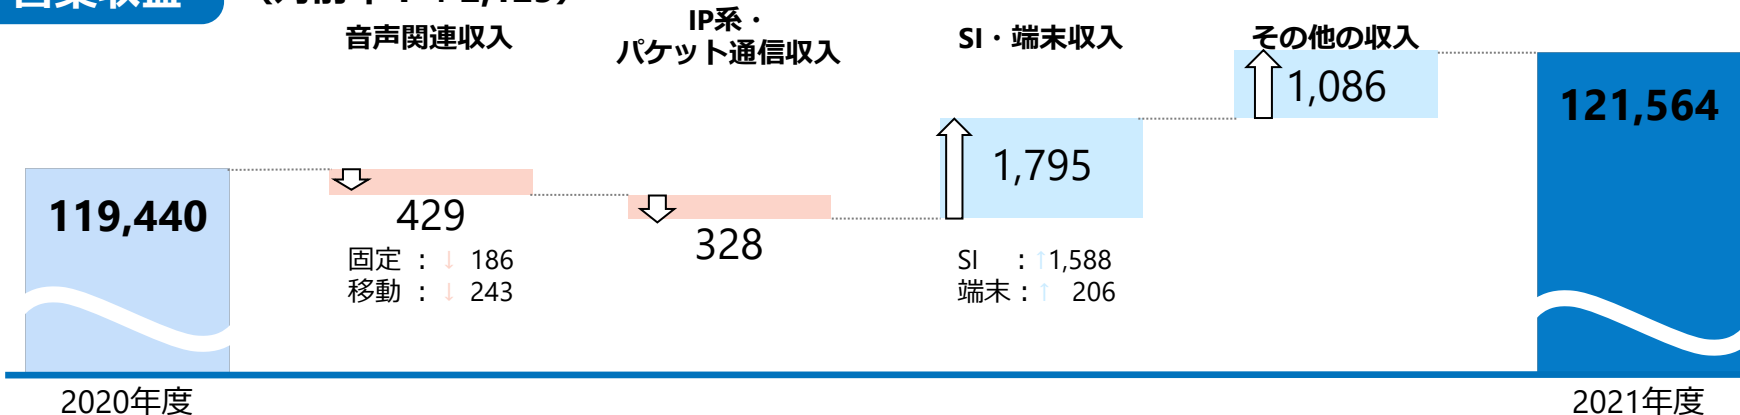 音声関連収入
IP系・
パケット通信収入
SI・端末収入
その他の収入
1,086
121,564
1,795
119,440
429
328
固定 : ↓ 186
移動 : ↓ 243
SI : ↑1,588
端末 : ↑ 206
2020年度
2021年度